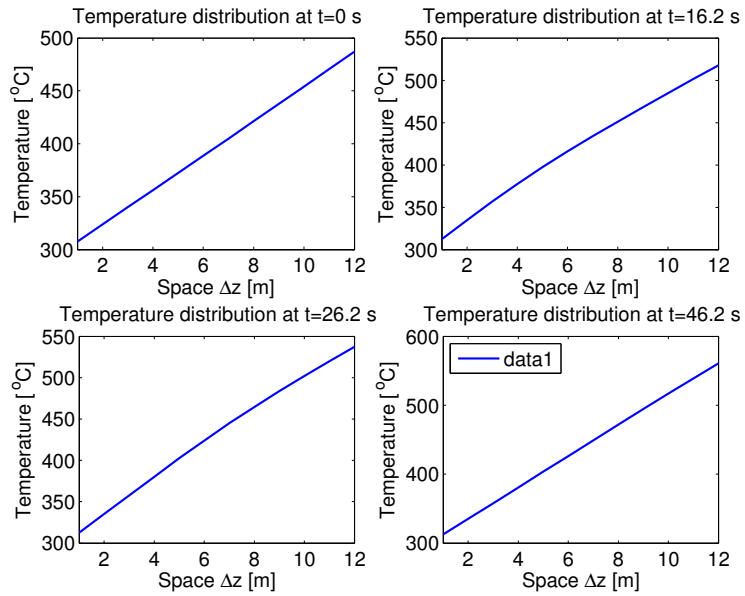 Temperature distribution at t=0 s
Temperature [ °C]
500
450
400
350
300
2 4 6 8 10 12
Space Δz [m]
Temperature distribution at t=16.2 s
Temperature [ °C]
550
500
450
400
350
300
2 4 6 8 10 12
Space Δz [m]
Temperature distribution at t=26.2 s
Temperature [ °C]
550
500
450
400
350
300
2 4 6 8 10 12
Space Δz [m]
Temperature distribution at t=46.2 s
Temperature [ °C]
600
500
400
300
data1
2 4 6 8 10 12
Space Δz [m]